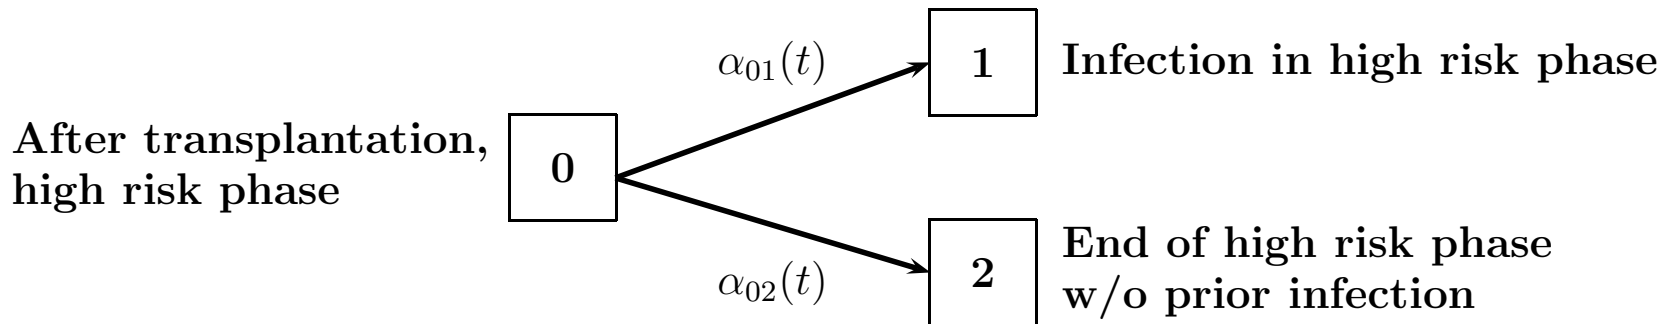 α₀₁(t)
1
Infection in high risk phase
After transplantation,
high risk phase
0
α₀₂(t)
2
End of high risk phase
w/o prior infection